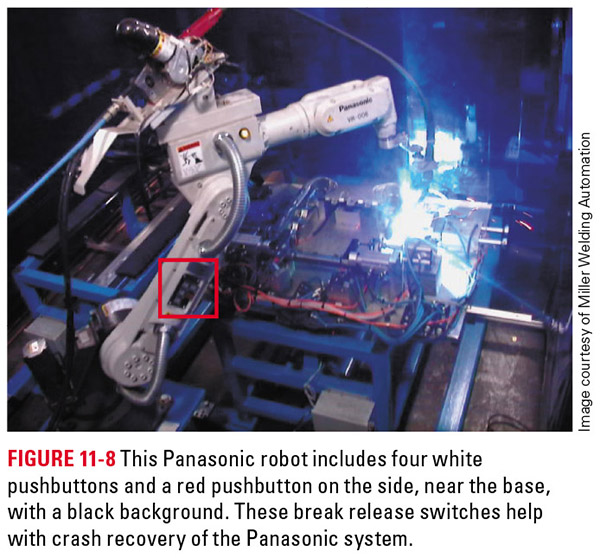 Panasonic
VR-006
Image courtesy of Miller Welding Automation
FIGURE 11-8 This Panasonic robot includes four white
pushbuttons and a red pushbutton on the side, near the base,
with a black background. These break release switches help
with crash recovery of the Panasonic system.